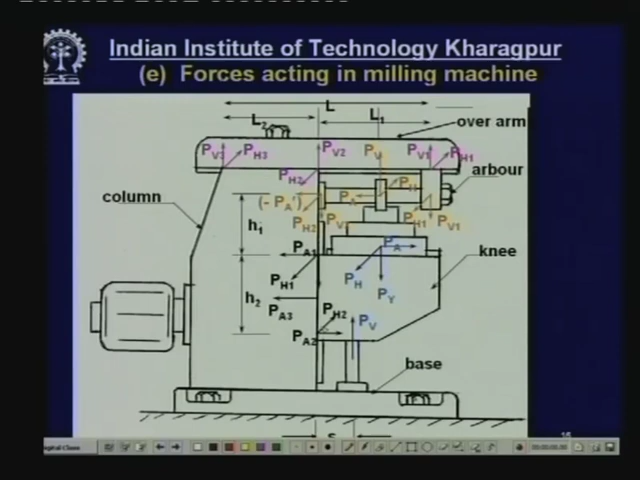 Indian Institute of Technology Kharagpur
(e) Forces acting in milling machine
L
L2 L1
over arm
PV3 PH3 PV2 PV PV1 PH1
PH2 PH arbour
column (- PA') PA
h1 PH2 PV PH1 PV1
PA1 PA knee
PH1 PH
h2 PY
PA3 PH2 PV
PA2
base
s
16